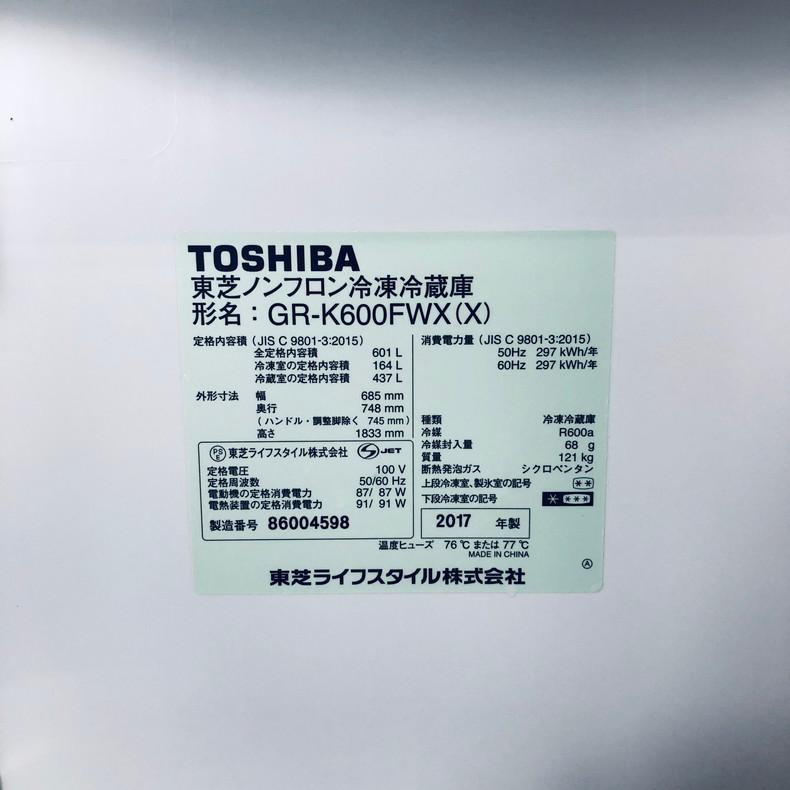 TOSHIBA
東芝ノンフロン冷凍冷蔵庫
形名：GR-K600FWX(X)
定格内容積（JIS C 9801-3:2015）
全定格内容積 601 L
冷凍室の定格内容積 164 L
冷蔵室の定格内容積 437 L
外形寸法 幅 685 mm
奥行 748 mm
（ハンドル・調整脚除く 745 mm）
高さ 1833 mm
PSE 東芝ライフスタイル株式会社 S JET
定格電圧 100 V
定格周波数 50/60 Hz
電動機の定格消費電力 87/ 87 W
電熱装置の定格消費電力 91/ 91 W
製造番号 86004598
消費電力量（JIS C 9801-3:2015）
50Hz 297 kWh/年
60Hz 297 kWh/年
種類 冷凍冷蔵庫
冷媒 R600a
冷媒封入量 68 g
質量 121 kg
断熱発泡ガス シクロペンタン
上段冷凍室、製氷室の記号 **
下段冷凍室の記号 * ***
2017 年製
温度ヒューズ 76 ℃ または 77 ℃
MADE IN CHINA
Ⓐ
東芝ライフスタイル株式会社